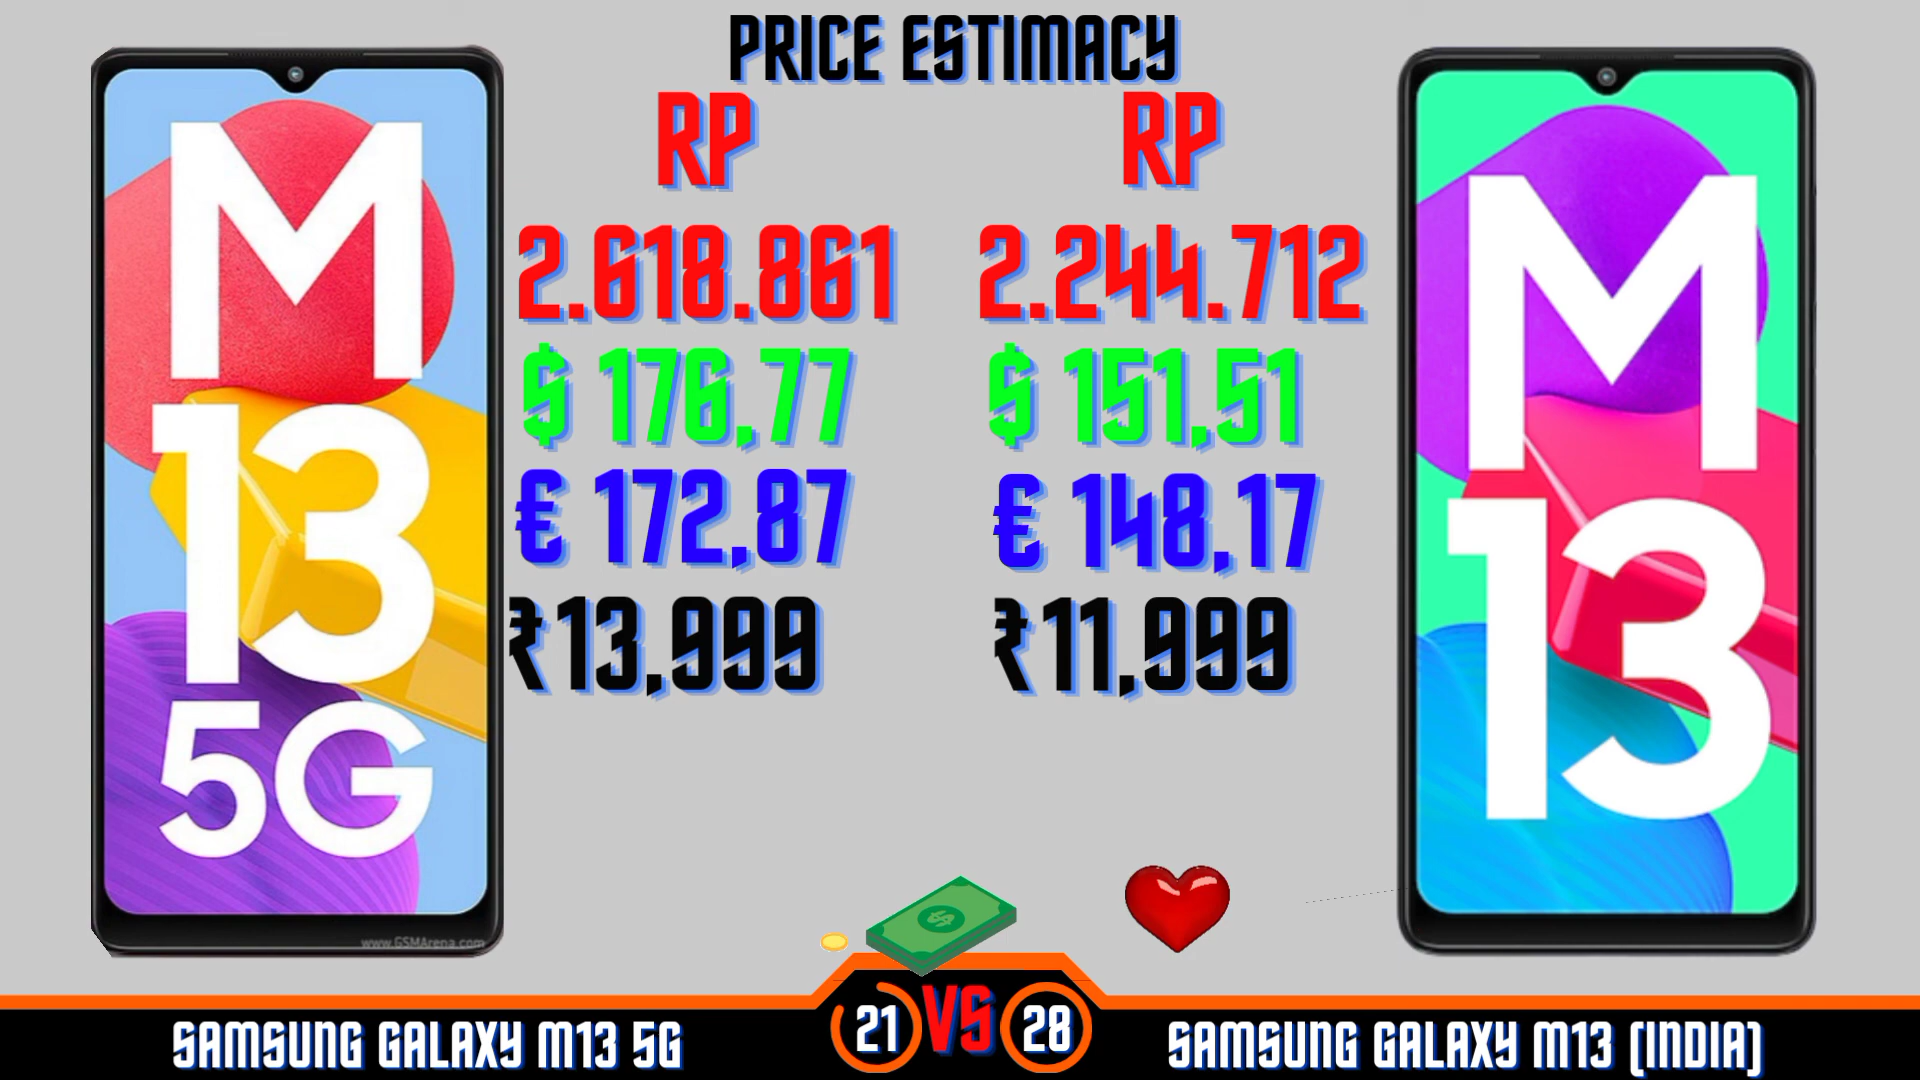 PRICE ESTIMACY
M
13
5G
www.GSMArena.com
RP
2.618.861
$ 176,77
€ 172,87
₹13,999
RP
2.244.712
$ 151,51
€ 148,17
₹11,999
M
13
SAMSUNG GALAXY M13 5G
21 VS 28
SAMSUNG GALAXY M13 (INDIA)